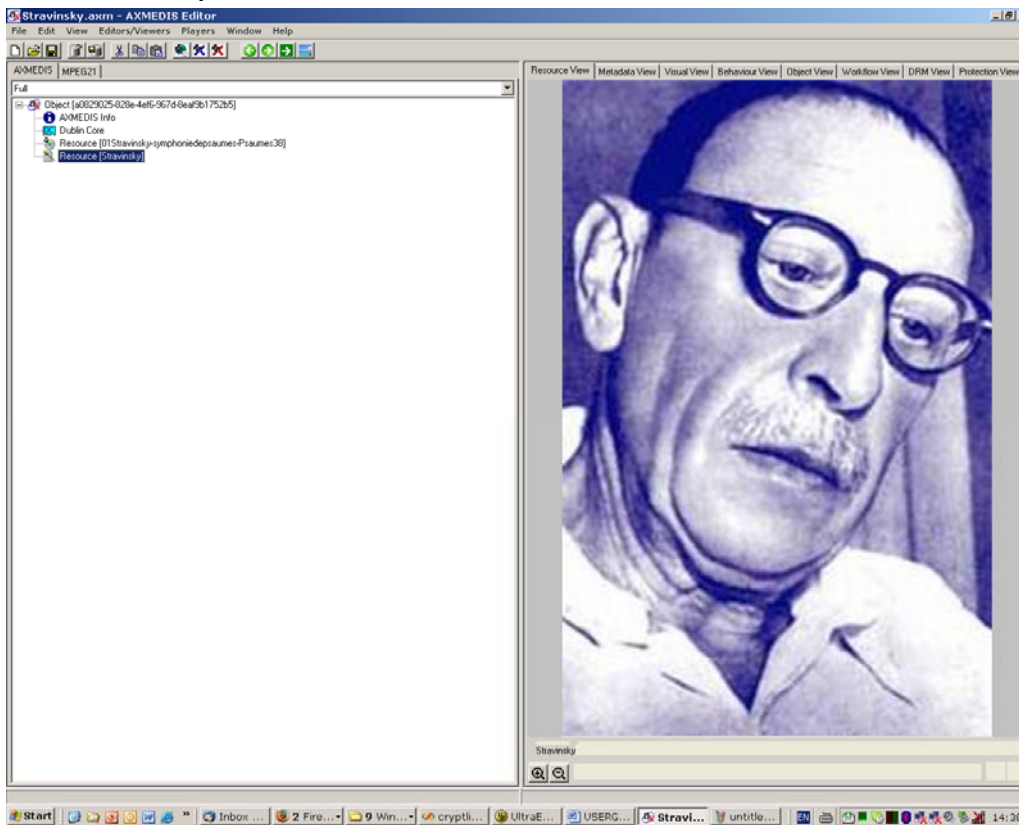 Stravinsky.axm - AXMEDIS Editor
File Edit View Editors/Viewers Players Window Help
AXMEDIS MPEG21
Resource View Metadata View Visual View Behaviour View Object View Workflow View DRM View Protection View
Full
Object [a0829025-828e-4ef6-967d-8eaf9b1752b5]
AXMEDIS Info
Dublin Core
Resource [01Stravinsky-symphoniedepsaumes-Psaumes38]
Resource [Stravinsky]
Stravinsky
Start Inbox ... 2 Fire... 9 Win... cryptli... UltraE... USERG... Stravi... untitle... EN 14:30